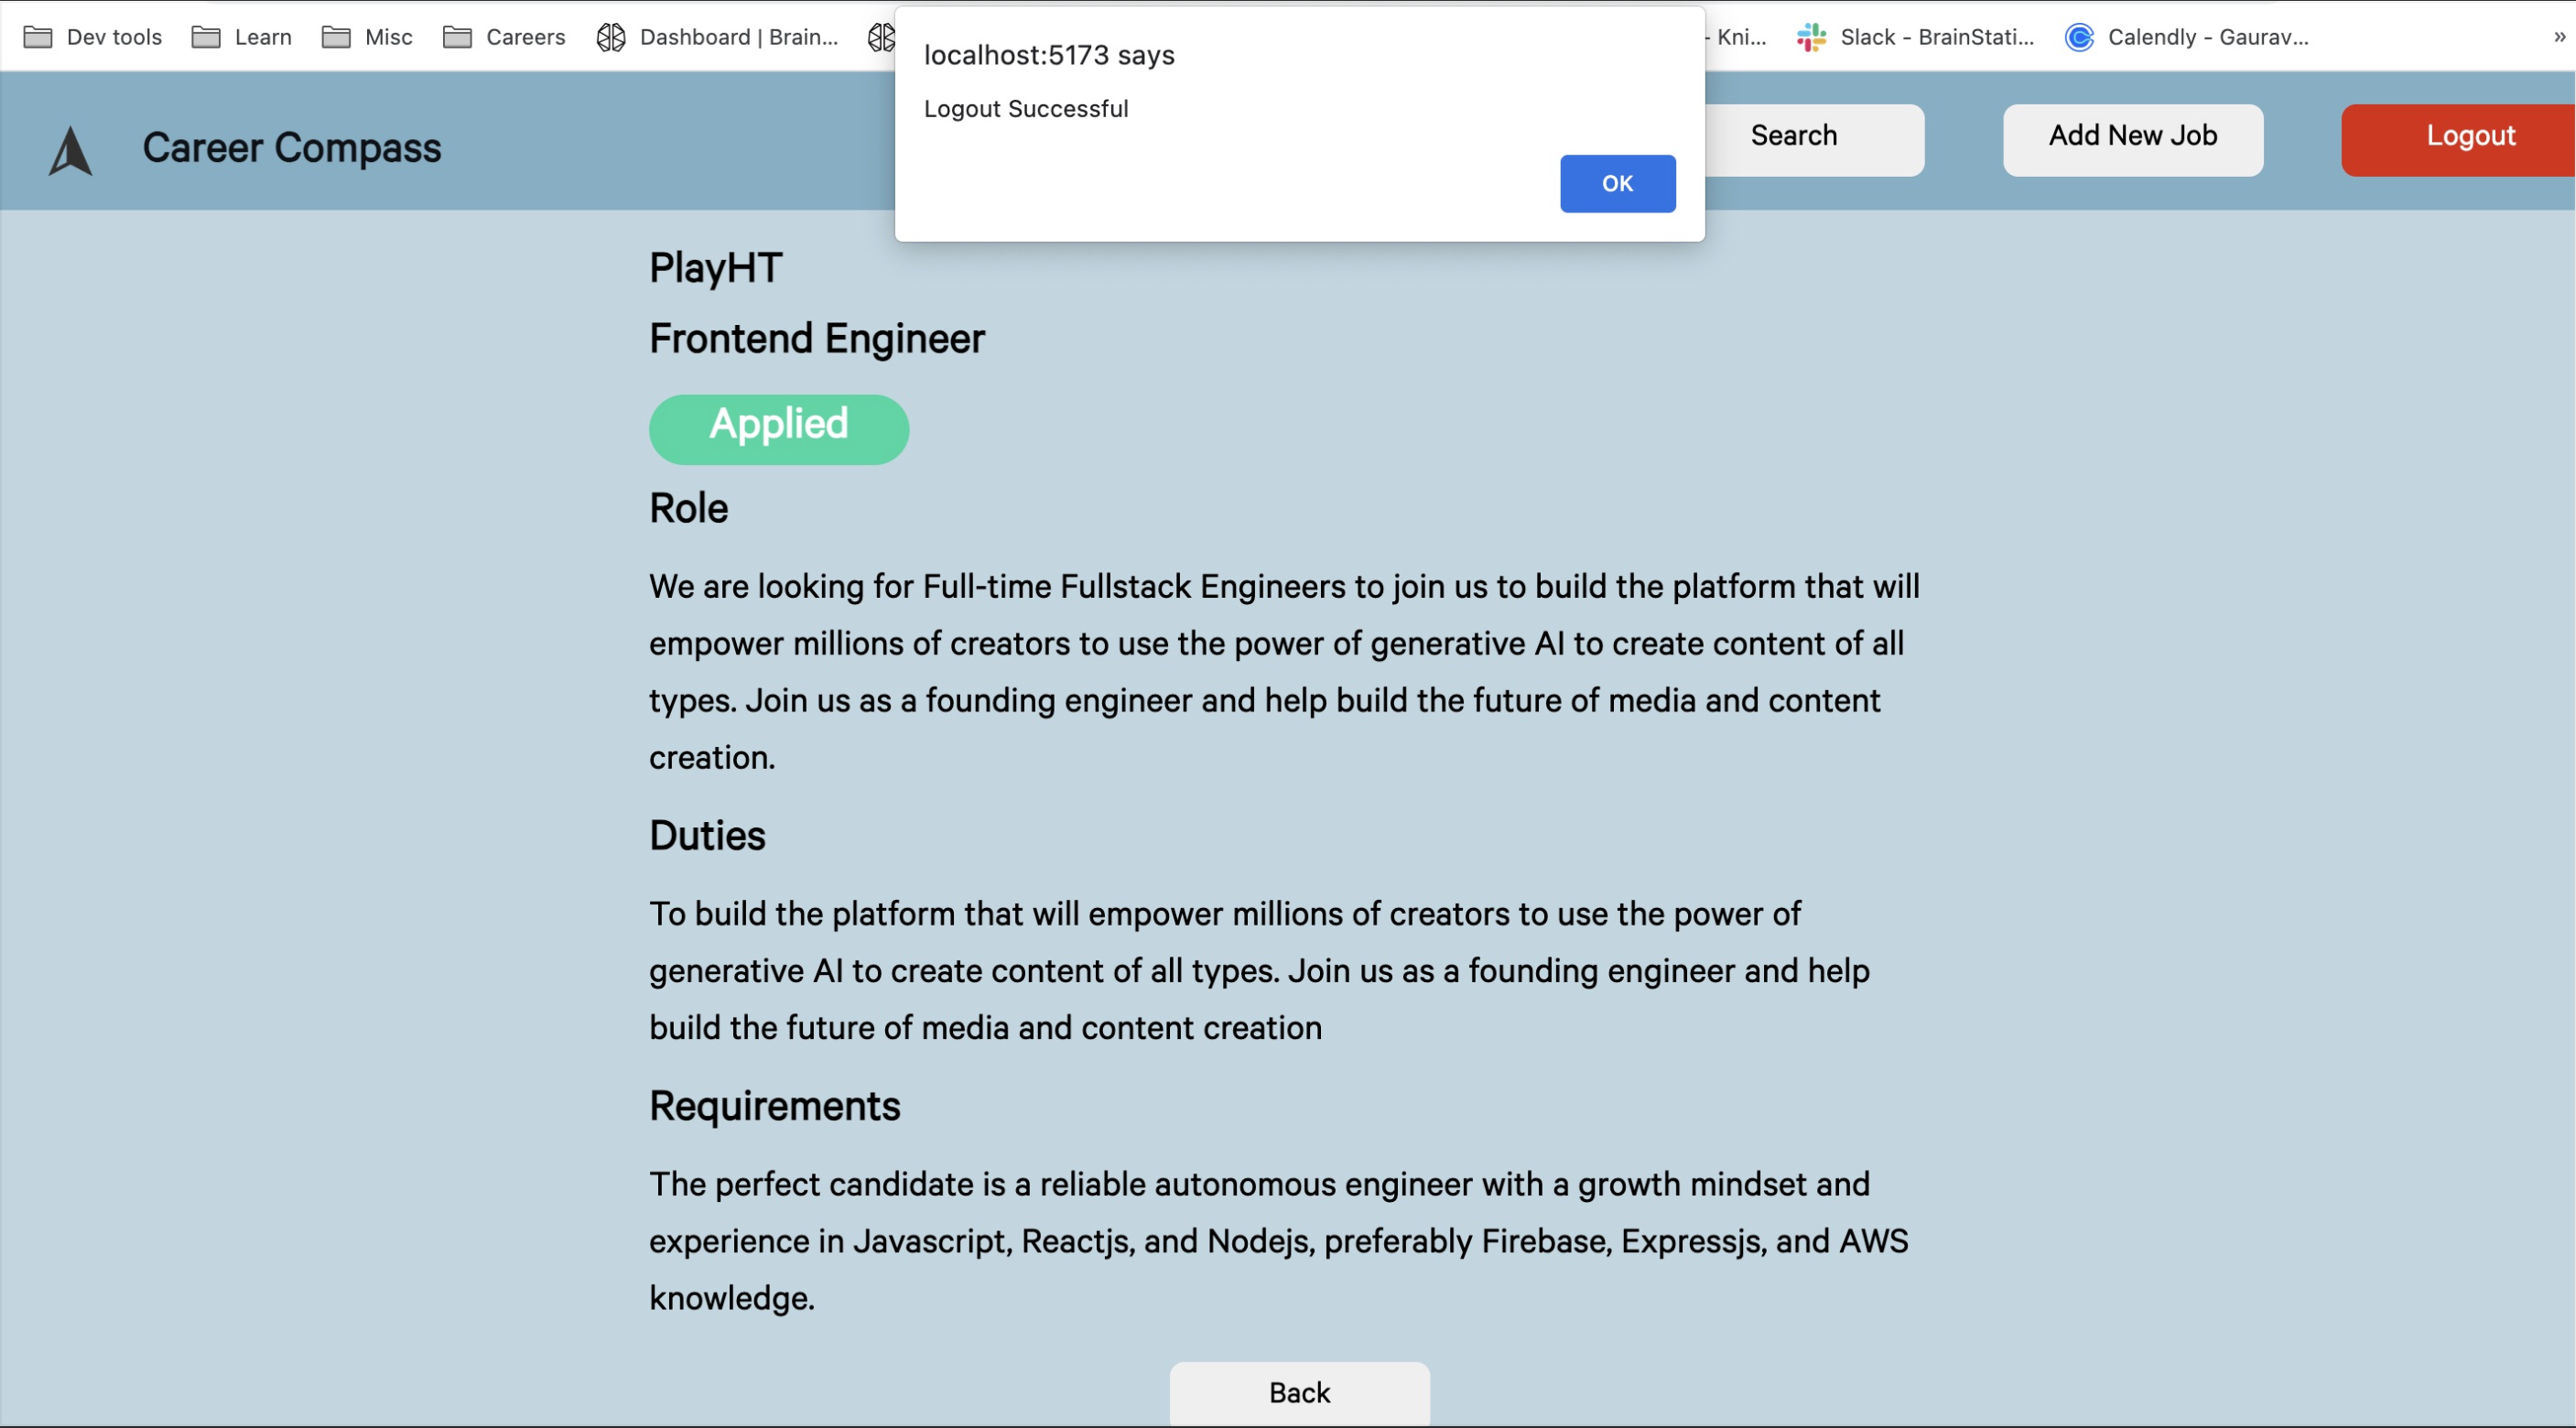 Dev tools
Learn
Misc
Careers
Dashboard | Brain...
- Kni...
Slack - BrainStati...
Calendly - Gaurav...
»
localhost:5173 says
Logout Successful
OK
Career Compass
Search
Add New Job
Logout
PlayHT
Frontend Engineer
Applied
Role
We are looking for Full-time Fullstack Engineers to join us to build the platform that will
empower millions of creators to use the power of generative AI to create content of all
types. Join us as a founding engineer and help build the future of media and content
creation.
Duties
To build the platform that will empower millions of creators to use the power of
generative AI to create content of all types. Join us as a founding engineer and help
build the future of media and content creation
Requirements
The perfect candidate is a reliable autonomous engineer with a growth mindset and
experience in Javascript, Reactjs, and Nodejs, preferably Firebase, Expressjs, and AWS
knowledge.
Back